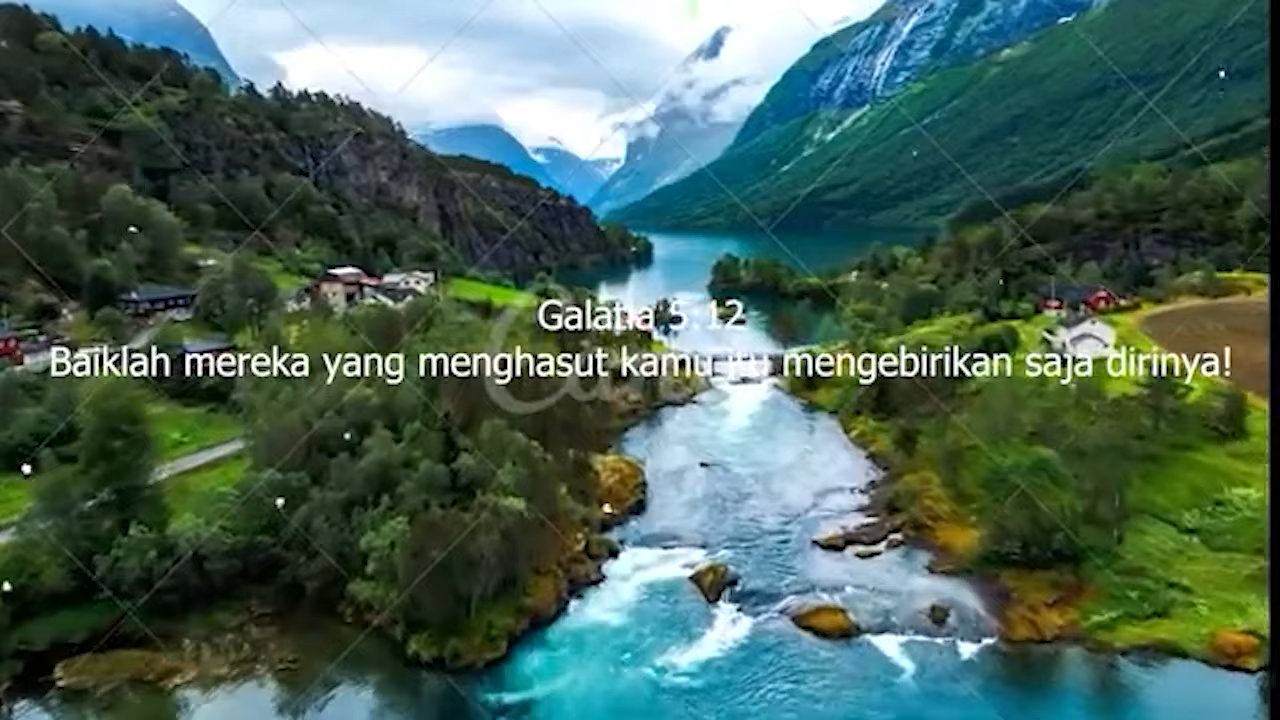 Galatia 5:12
Baiklah mereka yang menghasut kamu itu mengebirikan saja dirinya!